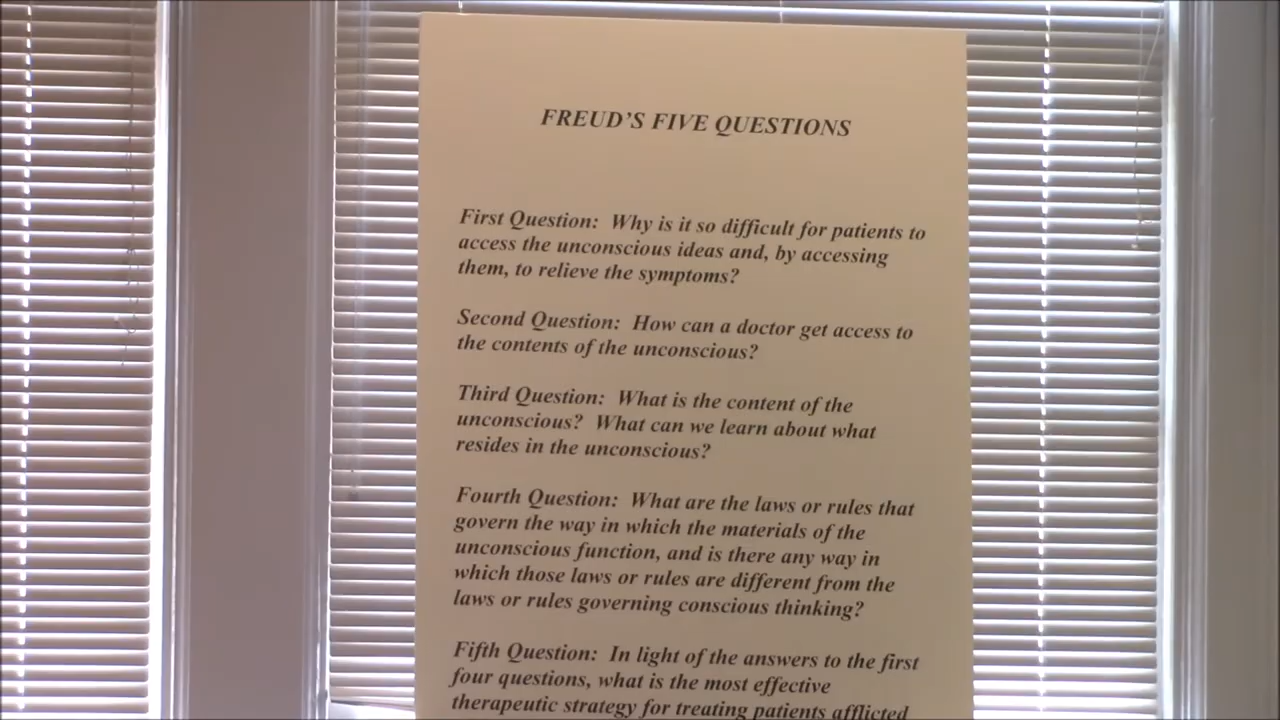 FREUD'S FIVE QUESTIONS
First Question: Why is it so difficult for patients to
access the unconscious ideas and, by accessing
them, to relieve the symptoms?
Second Question: How can a doctor get access to
the contents of the unconscious?
Third Question: What is the content of the
unconscious? What can we learn about what
resides in the unconscious?
Fourth Question: What are the laws or rules that
govern the way in which the materials of the
unconscious function, and is there any way in
which those laws or rules are different from the
laws or rules governing conscious thinking?
Fifth Question: In light of the answers to the first
four questions, what is the most effective
therapeutic strategy for treating patients afflicted